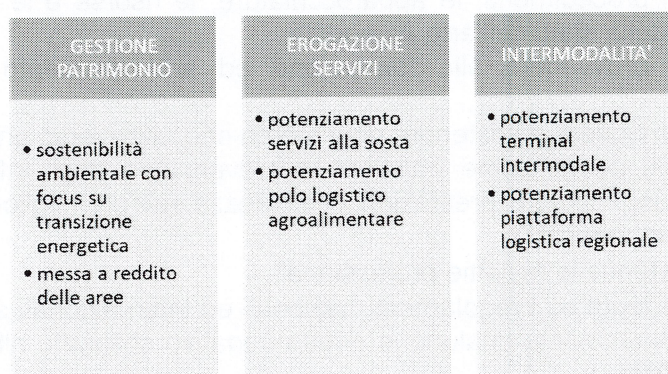 GESTIONE
PATRIMONIO
• sostenibilità
ambientale con
focus su
transizione
energetica
• messa a reddito
delle aree
EROGAZIONE
SERVIZI
• potenziamento
servizi alla sosta
• potenziamento
polo logistico
agroalimentare
INTERMODALITA'
• potenziamento
terminal
intermodale
• potenziamento
piattaforma
logistica regionale